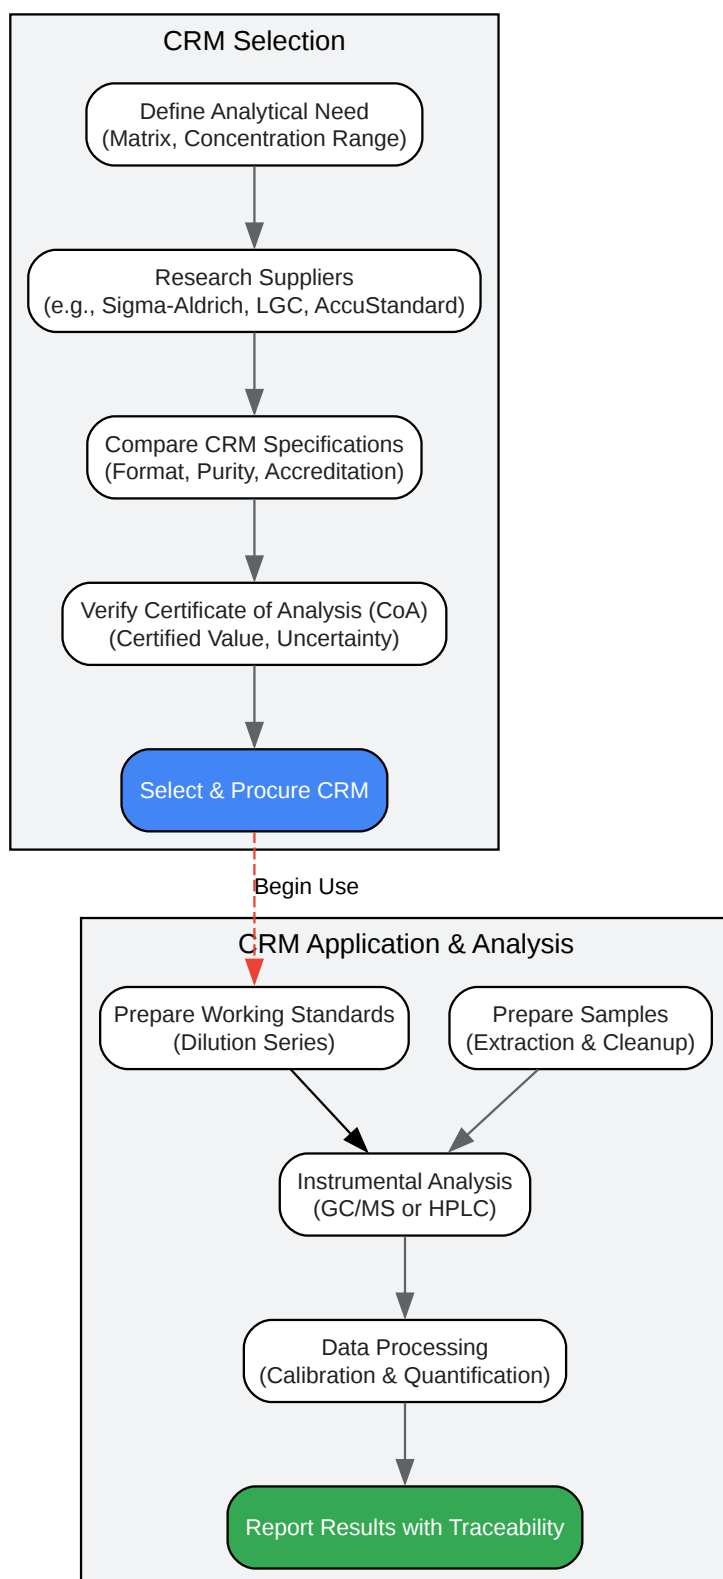 CRM Selection
Define Analytical Need
(Matrix, Concentration Range)
Research Suppliers
(e.g., Sigma-Aldrich, LGC, AccuStandard)
Compare CRM Specifications
(Format, Purity, Accreditation)
Verify Certificate of Analysis (CoA)
(Certified Value, Uncertainty)
Select & Procure CRM
Begin Use
CRM Application & Analysis
Prepare Working Standards
(Dilution Series)
Prepare Samples
(Extraction & Cleanup)
Instrumental Analysis
(GC/MS or HPLC)
Data Processing
(Calibration & Quantification)
Report Results with Traceability